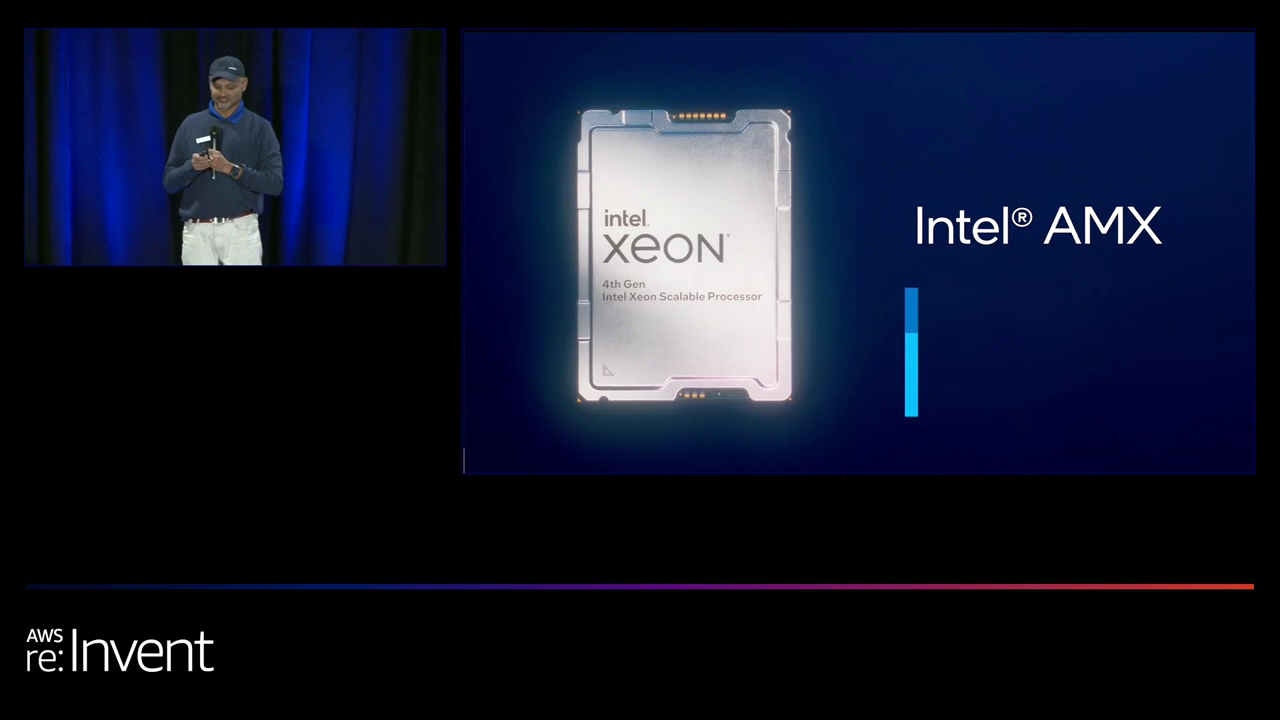 intel.
xeon®
4th Gen
Intel Xeon Scalable Processor
Intel® AMX
AWS
re:Invent